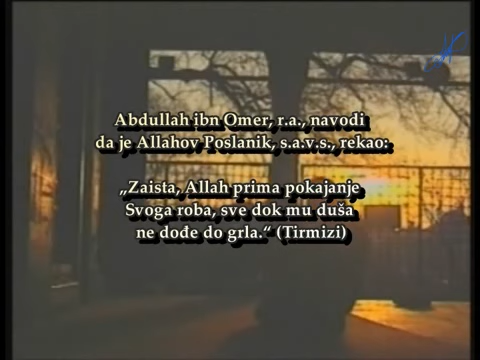 Abdullah ibn Omer, r.a., navodi
da je Allahov Poslanik, s.a.v.s., rekao:
„Zaista, Allah prima pokajanje
Svoga roba, sve dok mu duša
ne dođe do grla.“ (Tirmizi)